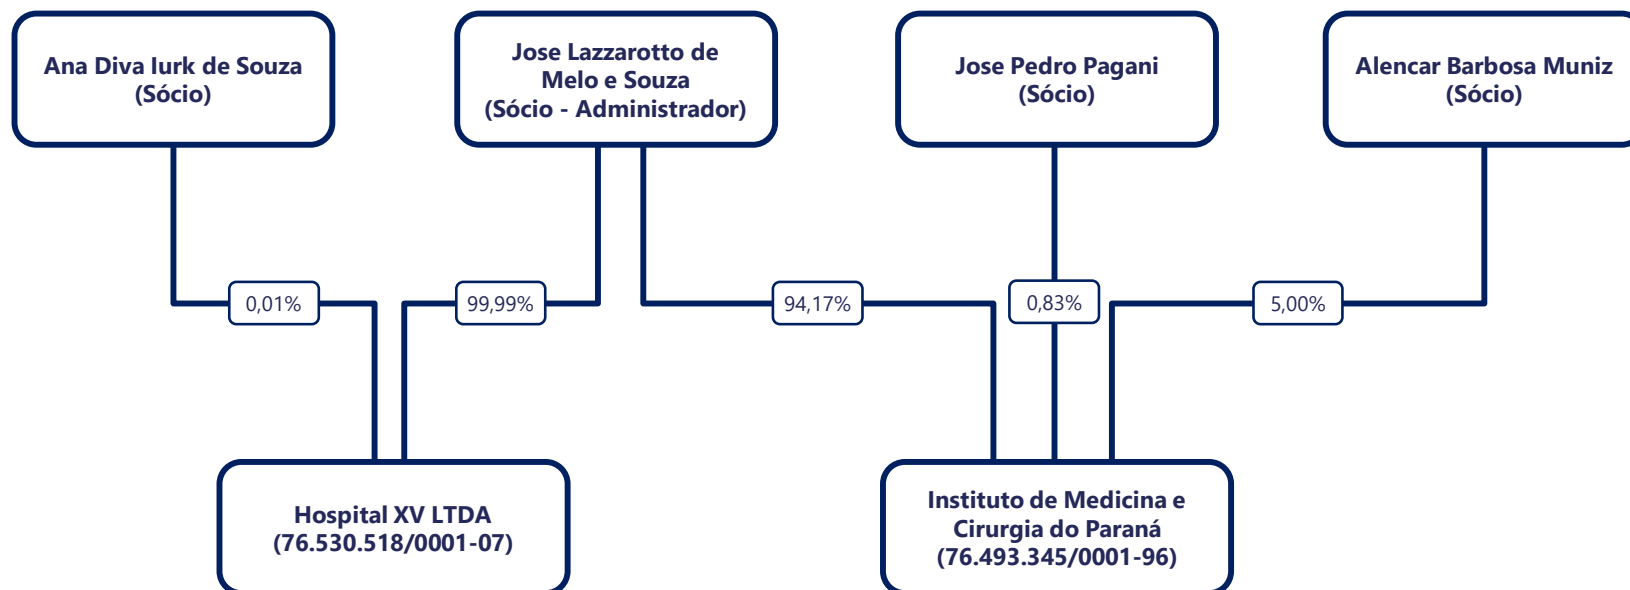 Ana Diva Iurk de Souza
(Sócio)
Jose Lazzarotto de
Melo e Souza
(Sócio - Administrador)
Jose Pedro Pagani
(Sócio)
Alencar Barbosa Muniz
(Sócio)
0,01%
99,99%
94,17%
0,83%
5,00%
Hospital XV LTDA
(76.530.518/0001-07)
Instituto de Medicina e
Cirurgia do Paraná
(76.493.345/0001-96)